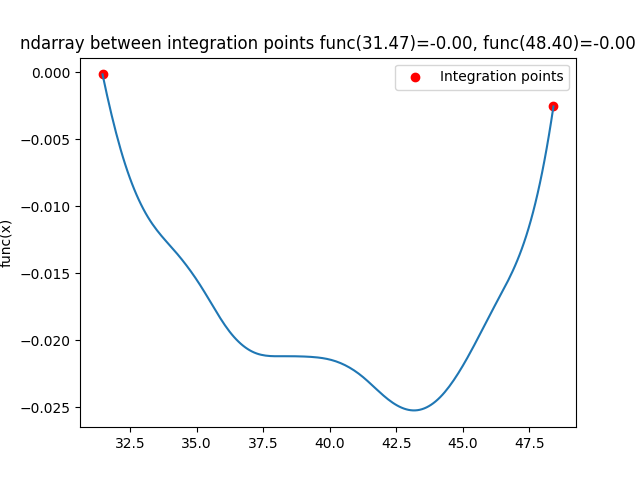 ndarray between integration points func(31.47)=-0.00, func(48.40)=-0.00
Integration points
func(x)
0.000
−0.005
−0.010
−0.015
−0.020
−0.025
32.5 35.0 37.5 40.0 42.5 45.0 47.5